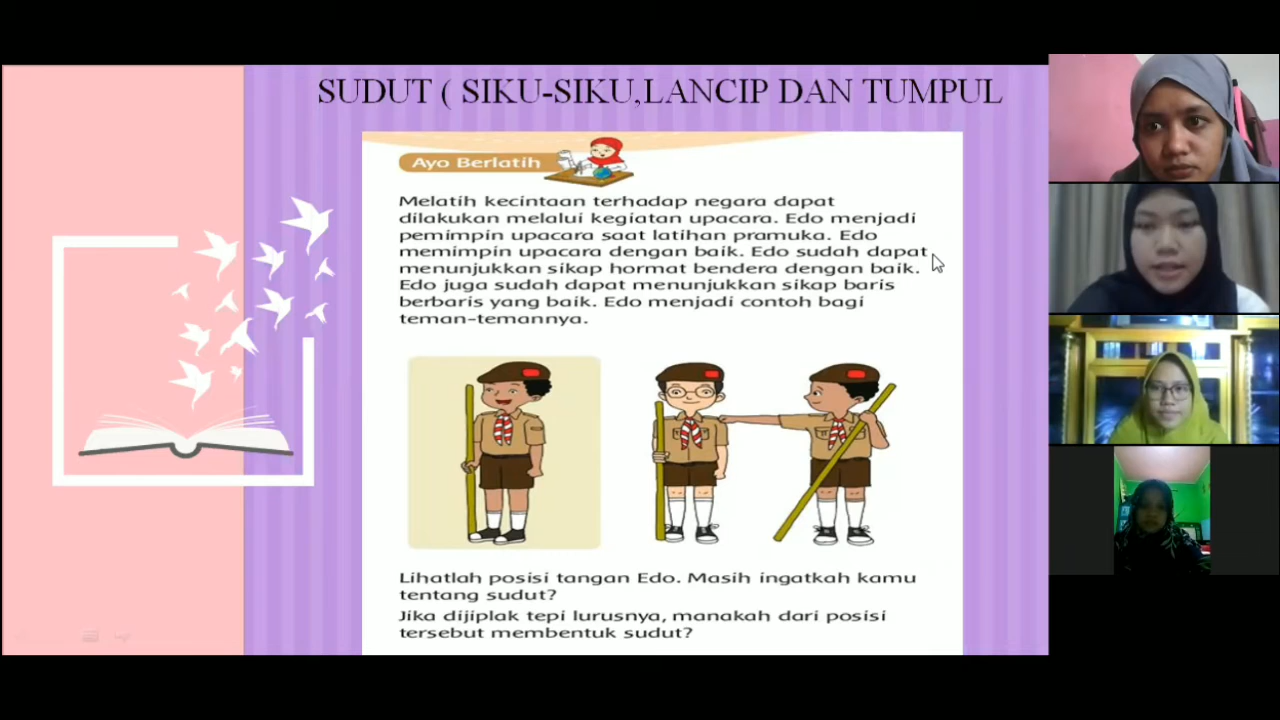 SUDUT ( SIKU-SIKU,LANCIP DAN TUMPUL
Ayo Berlatih
Melatih kecintaan terhadap negara dapat
dilakukan melalui kegiatan upacara. Edo menjadi
pemimpin upacara saat latihan pramuka. Edo
memimpin upacara dengan baik. Edo sudah dapat
menunjukkan sikap hormat bendera dengan baik.
Edo juga sudah dapat menunjukkan sikap baris
berbaris yang baik. Edo menjadi contoh bagi
teman-temannya.
Lihatlah posisi tangan Edo. Masih ingatkah kamu
tentang sudut?
Jika dijiplak tepi lurusnya, manakah dari posisi
tersebut membentuk sudut?